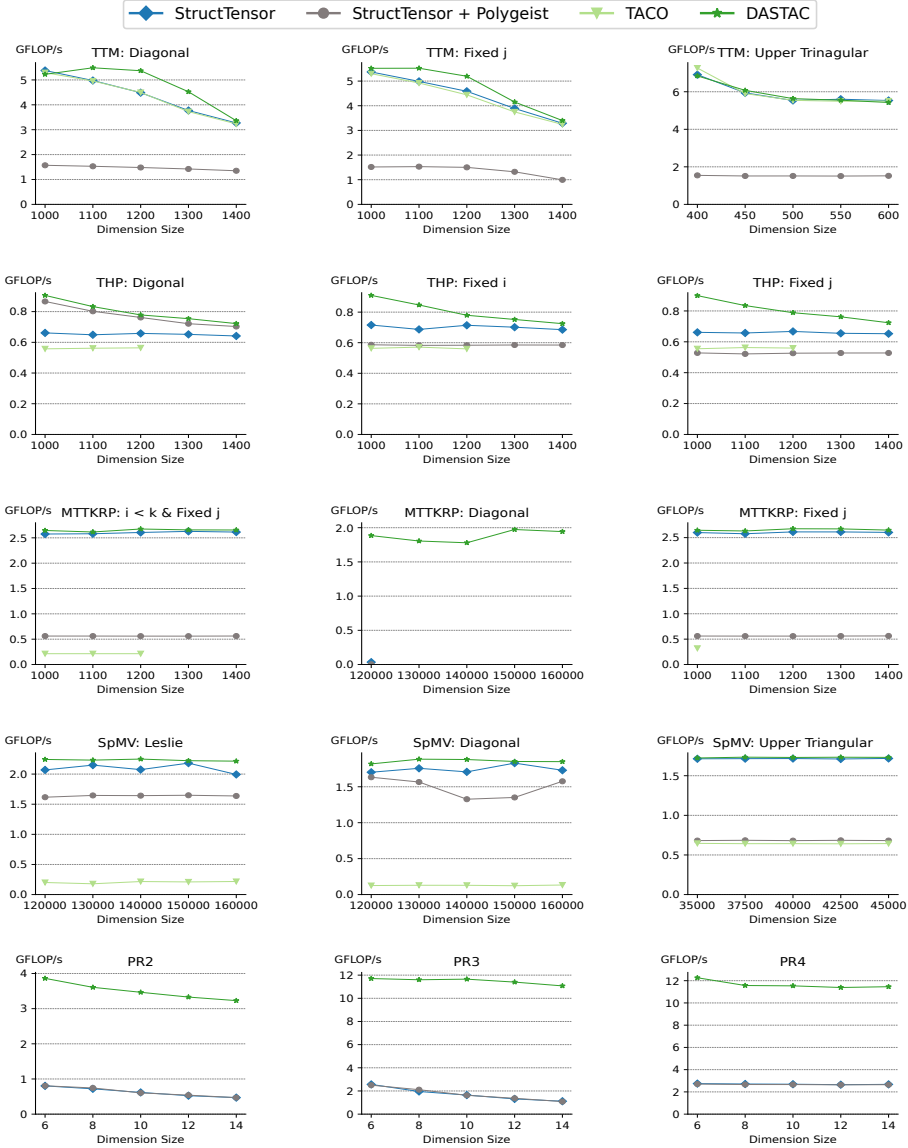 StructTensor StructTensor + Polygeist TACO DASTAC
GFLOP/s TTM: Diagonal
5
4
3
2
1
0
1000 1100 1200 1300 1400
Dimension Size
GFLOP/s TTM: Fixed j
5
4
3
2
1
0
1000 1100 1200 1300 1400
Dimension Size
GFLOP/s TTM: Upper Trinagular
6
4
2
0
400 450 500 550 600
Dimension Size
GFLOP/s THP: Digonal
0.8
0.6
0.4
0.2
0.0
1000 1100 1200 1300 1400
Dimension Size
GFLOP/s THP: Fixed i
0.8
0.6
0.4
0.2
0.0
1000 1100 1200 1300 1400
Dimension Size
GFLOP/s THP: Fixed j
0.8
0.6
0.4
0.2
0.0
1000 1100 1200 1300 1400
Dimension Size
GFLOP/s MTTKRP: i < k & Fixed j
2.5
2.0
1.5
1.0
0.5
0.0
1000 1100 1200 1300 1400
Dimension Size
GFLOP/s MTTKRP: Diagonal
2.0
1.5
1.0
0.5
0.0
120000 130000 140000 150000 160000
Dimension Size
GFLOP/s MTTKRP: Fixed j
2.5
2.0
1.5
1.0
0.5
0.0
1000 1100 1200 1300 1400
Dimension Size
GFLOP/s SpMV: Leslie
2.0
1.5
1.0
0.5
0.0
120000 130000 140000 150000 160000
Dimension Size
GFLOP/s SpMV: Diagonal
1.5
1.0
0.5
0.0
120000 130000 140000 150000 160000
Dimension Size
GFLOP/s SpMV: Upper Triangular
1.5
1.0
0.5
0.0
35000 37500 40000 42500 45000
Dimension Size
GFLOP/s PR2
4
3
2
1
0
6 8 10 12 14
Dimension Size
GFLOP/s PR3
12
10
8
6
4
2
0
6 8 10 12 14
Dimension Size
GFLOP/s PR4
12
10
8
6
4
2
0
6 8 10 12 14
Dimension Size